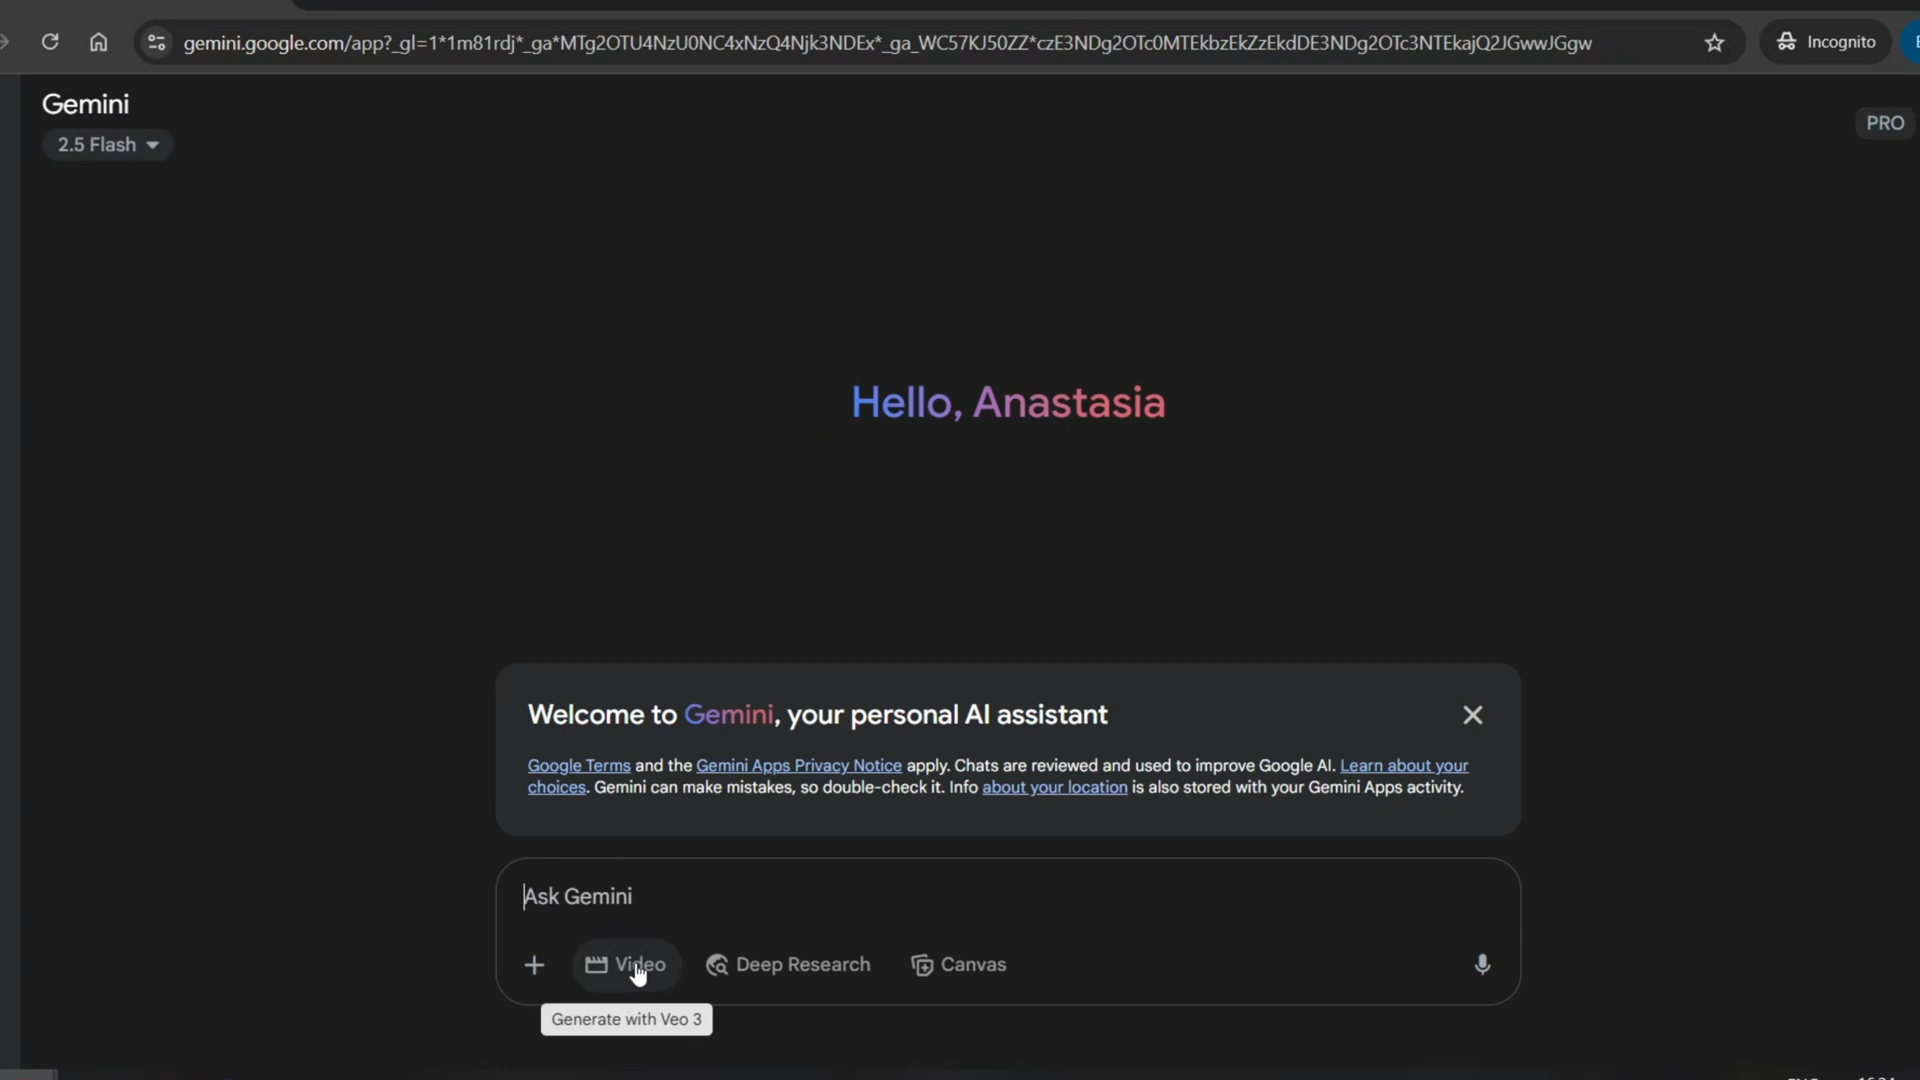 gemini.google.com/app?_gl=1*1m81rdj*_ga*MTg2OTU4NzU0NC4xNzQ4Njk3NDEx*_ga_WC57KJ50ZZ*czE3NDg2OTc0MTEkbzEkZzEkdDE3NDg2OTc3NTEkajQ2JGwwJGgw
Incognito
Gemini
2.5 Flash
PRO
Hello, Anastasia
Welcome to Gemini, your personal AI assistant
Google Terms and the Gemini Apps Privacy Notice apply. Chats are reviewed and used to improve Google AI. Learn about your
choices. Gemini can make mistakes, so double-check it. Info about your location is also stored with your Gemini Apps activity.
Ask Gemini
Video
Deep Research
Canvas
Generate with Veo 3